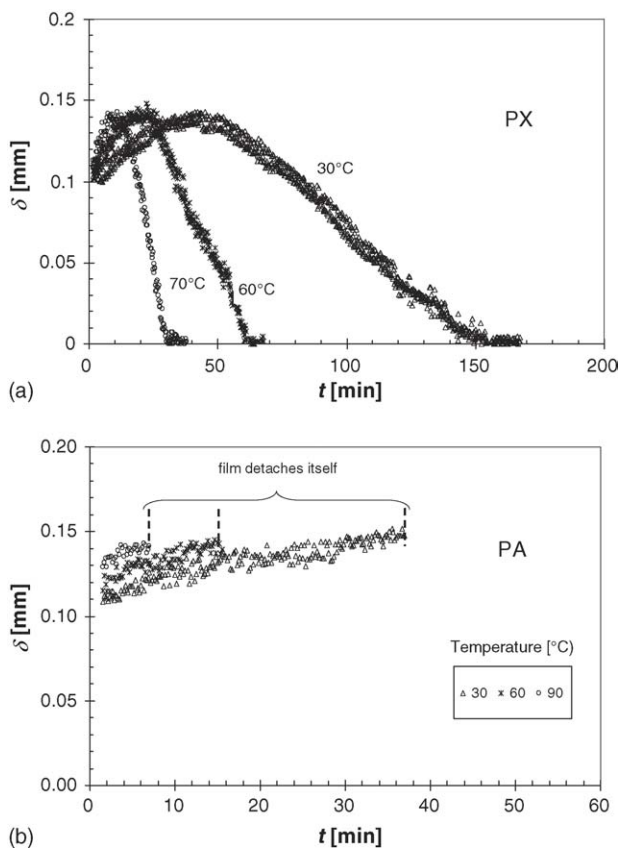 0.2
0.15
0.1
0.05
0
δ [mm]
PX
30°C
70°C
60°C
0 50 100 150 200
t [min]
(a)
0.20
0.15
0.10
0.05
0.00
δ [mm]
film detaches itself
PA
Temperature [°C]
30 60 90
0 10 20 30 40 50 60
t [min]
(b)